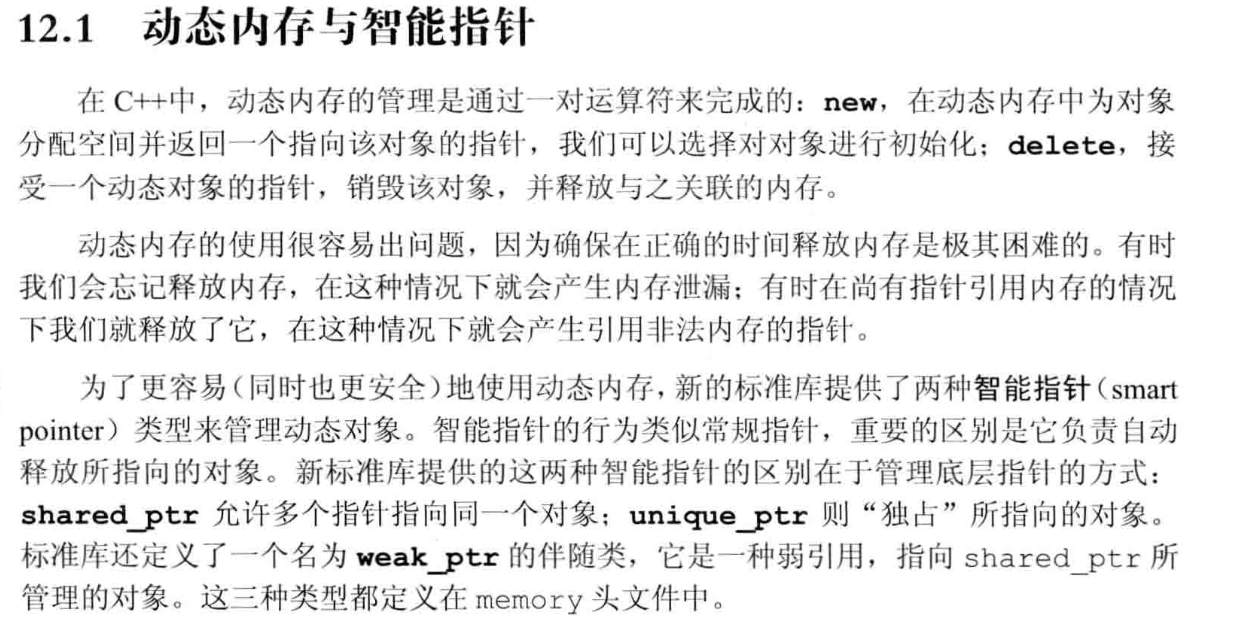 12.1 动态内存与智能指针
在 C++中，动态内存的管理是通过一对运算符来完成的：new，在动态内存中为对象
分配空间并返回一个指向该对象的指针，我们可以选择对对象进行初始化；delete，接
受一个动态对象的指针，销毁该对象，并释放与之关联的内存。
动态内存的使用很容易出问题，因为确保在正确的时间释放内存是极其困难的。有时
我们会忘记释放内存，在这种情况下就会产生内存泄漏；有时在尚有指针引用内存的情况
下我们就释放了它，在这种情况下就会产生引用非法内存的指针。
为了更容易（同时也更安全）地使用动态内存，新的标准库提供了两种智能指针（smart
pointer）类型来管理动态对象。智能指针的行为类似常规指针，重要的区别是它负责自动
释放所指向的对象。新标准库提供的这两种智能指针的区别在于管理底层指针的方式：
shared_ptr 允许多个指针指向同一个对象；unique_ptr 则“独占”所指向的对象。
标准库还定义了一个名为 weak_ptr 的伴随类，它是一种弱引用，指向 shared_ptr 所
管理的对象。这三种类型都定义在 memory 头文件中。